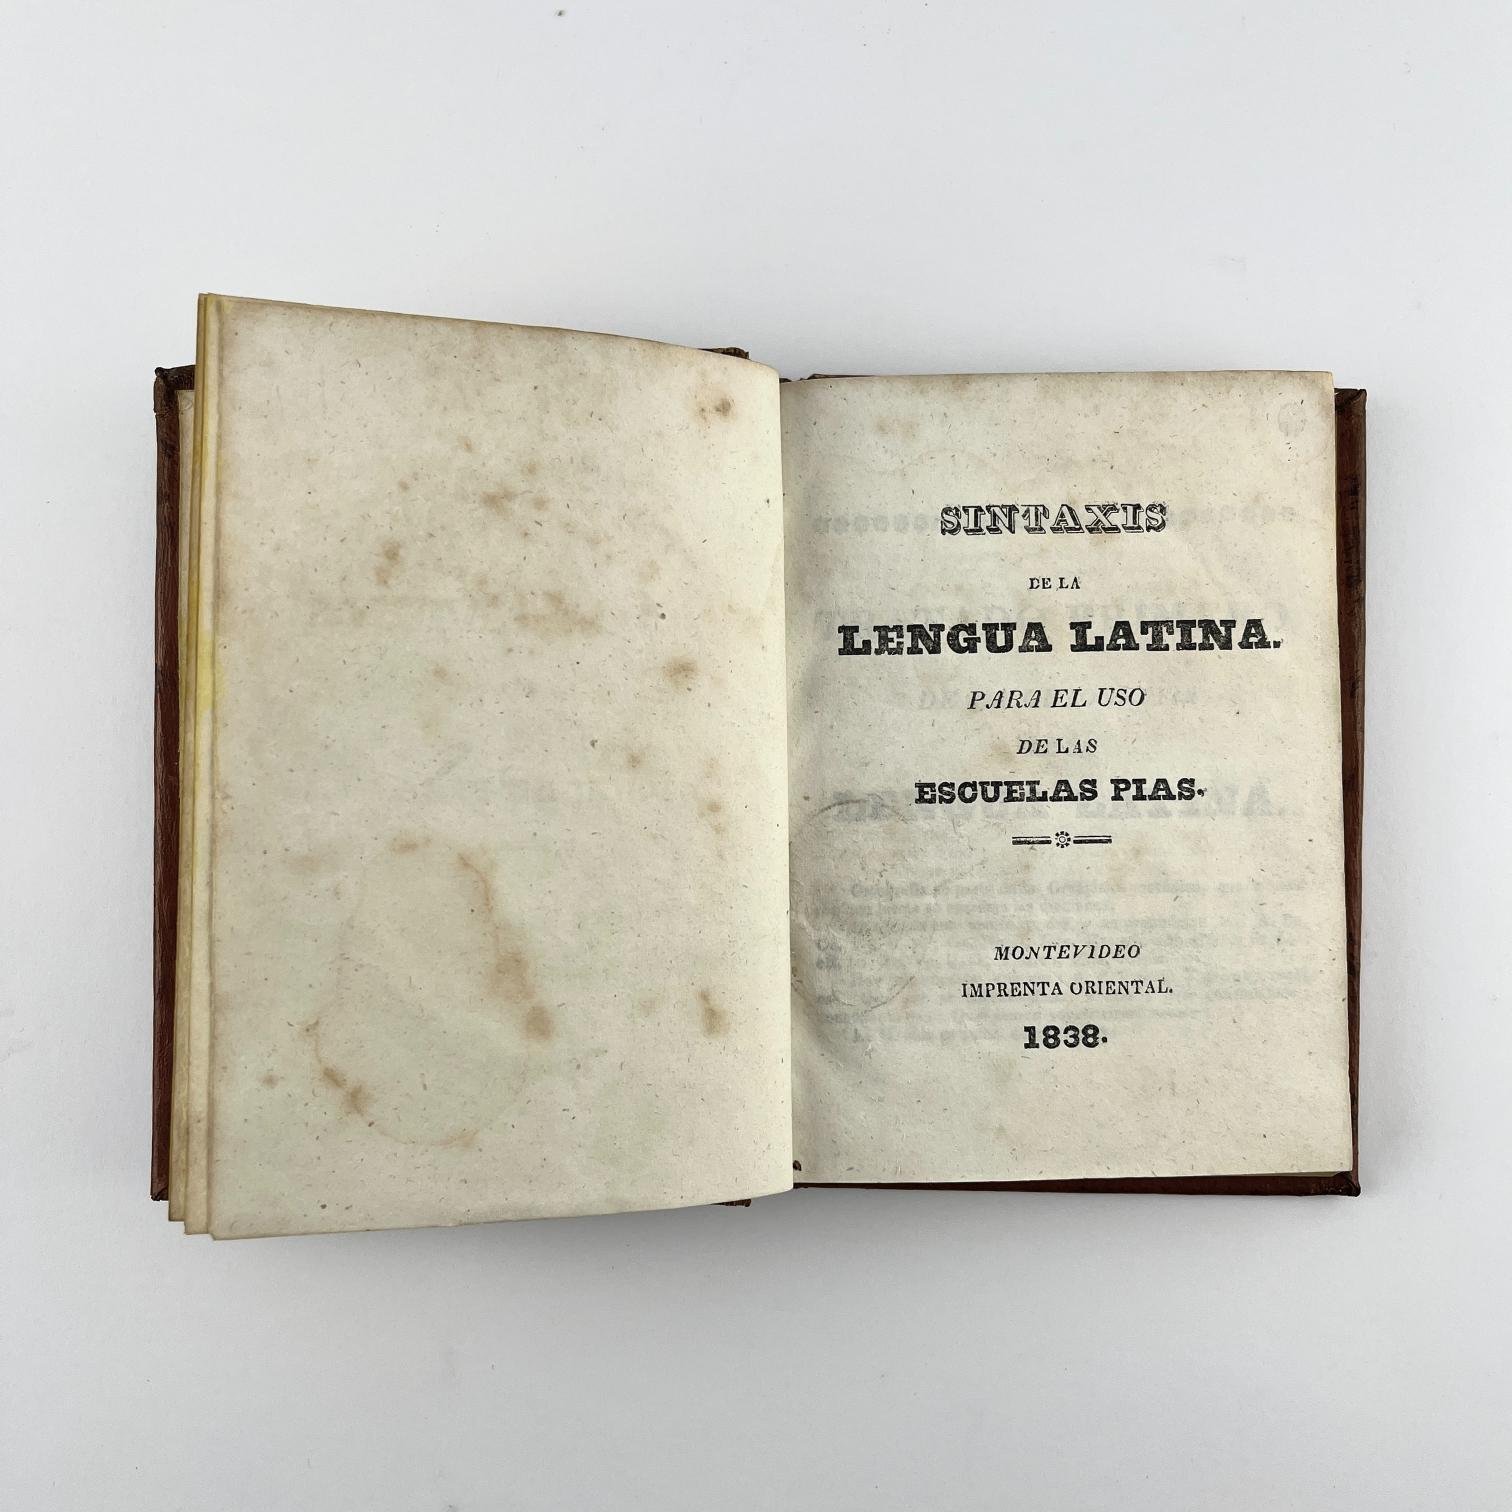 SINTAXIS
DE LA
LENGUA LATINA.
PARA EL USO
DE LAS
ESCUELAS PIAS.
MONTEVIDEO
IMPRENTA ORIENTAL.
1838.